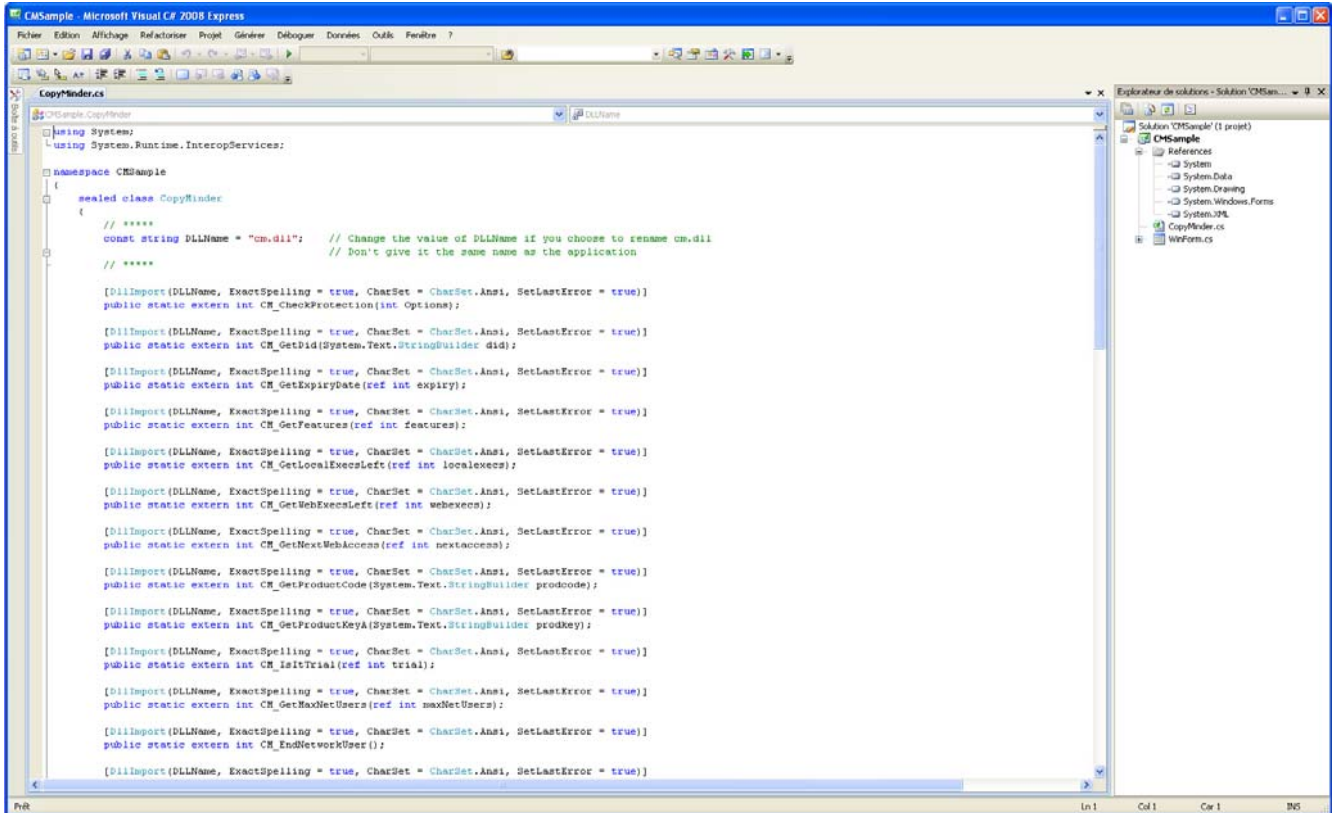 CMSample - Microsoft Visual C# 2008 Express
Fichier Edition Affichage Refactoriser Projet Générer Déboguer Données Outils Fenêtre ?
CopyMinder.cs
Explorateur de solutions - Solution 'CMSam...
CMSample.CopyMinder
DLLName
Boîte à outils
Solution 'CMSample' (1 projet)
CMSample
References
System
System.Data
System.Drawing
System.Windows.Forms
System.XML
CopyMinder.cs
WinForm.cs
using System;
using System.Runtime.InteropServices;
namespace CMSample
{
sealed class CopyMinder
{
// *****
const string DLLName = "cm.dll"; // Change the value of DLLName if you choose to rename cm.dll
// Don't give it the same name as the application
// *****
[DllImport(DLLName, ExactSpelling = true, CharSet = CharSet.Ansi, SetLastError = true)]
public static extern int CM_CheckProtection(int Options);
[DllImport(DLLName, ExactSpelling = true, CharSet = CharSet.Ansi, SetLastError = true)]
public static extern int CM_GetDid(System.Text.StringBuilder did);
[DllImport(DLLName, ExactSpelling = true, CharSet = CharSet.Ansi, SetLastError = true)]
public static extern int CM_GetExpiryDate(ref int expiry);
[DllImport(DLLName, ExactSpelling = true, CharSet = CharSet.Ansi, SetLastError = true)]
public static extern int CM_GetFeatures(ref int features);
[DllImport(DLLName, ExactSpelling = true, CharSet = CharSet.Ansi, SetLastError = true)]
public static extern int CM_GetLocalExecsLeft(ref int localexecs);
[DllImport(DLLName, ExactSpelling = true, CharSet = CharSet.Ansi, SetLastError = true)]
public static extern int CM_GetWebExecsLeft(ref int webexecs);
[DllImport(DLLName, ExactSpelling = true, CharSet = CharSet.Ansi, SetLastError = true)]
public static extern int CM_GetNextWebAccess(ref int nextaccess);
[DllImport(DLLName, ExactSpelling = true, CharSet = CharSet.Ansi, SetLastError = true)]
public static extern int CM_GetProductCode(System.Text.StringBuilder prodcode);
[DllImport(DLLName, ExactSpelling = true, CharSet = CharSet.Ansi, SetLastError = true)]
public static extern int CM_GetProductKeyA(System.Text.StringBuilder prodkey);
[DllImport(DLLName, ExactSpelling = true, CharSet = CharSet.Ansi, SetLastError = true)]
public static extern int CM_IsItTrial(ref int trial);
[DllImport(DLLName, ExactSpelling = true, CharSet = CharSet.Ansi, SetLastError = true)]
public static extern int CM_GetMaxNetUsers(ref int maxNetUsers);
[DllImport(DLLName, ExactSpelling = true, CharSet = CharSet.Ansi, SetLastError = true)]
public static extern int CM_EndNetworkUser();
[DllImport(DLLName, ExactSpelling = true, CharSet = CharSet.Ansi, SetLastError = true)]
Prêt Ln 1 Col 1 Car 1 INS